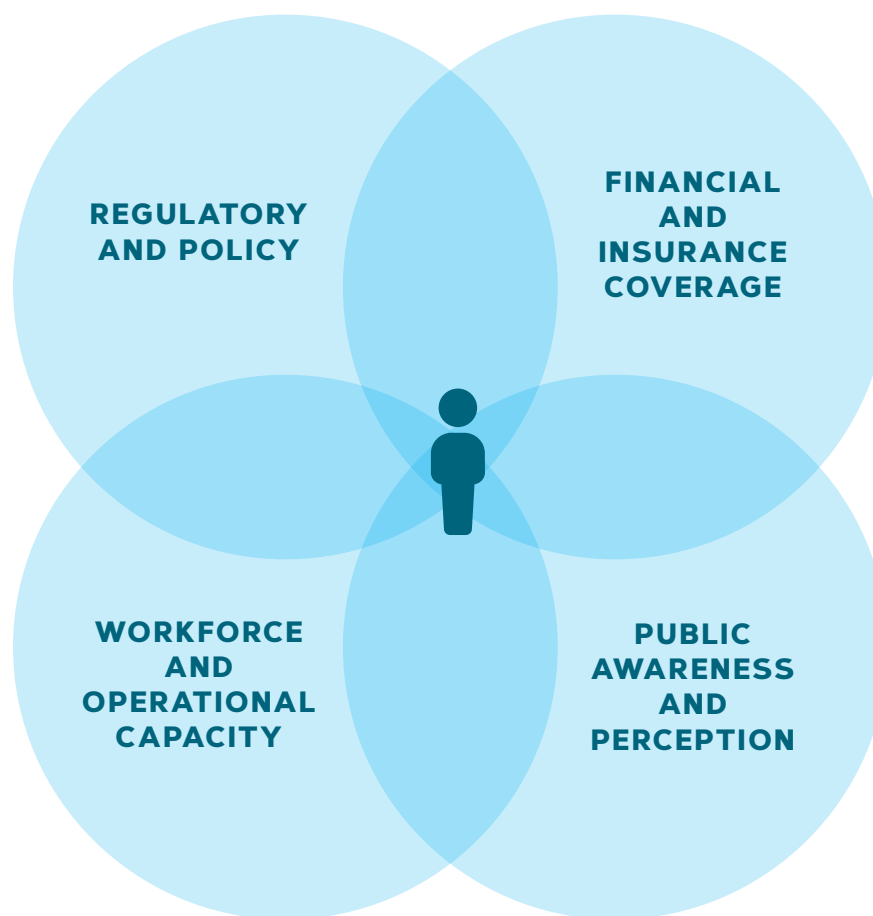 REGULATORY
AND POLICY
FINANCIAL
AND
INSURANCE
COVERAGE
WORKFORCE
AND
OPERATIONAL
CAPACITY
PUBLIC
AWARENESS
AND
PERCEPTION